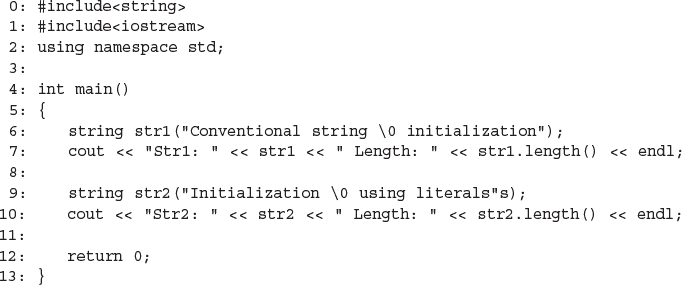 0: #include<string>
1: #include<iostream>
2: using namespace std;
3:
4: int main()
5: {
6: string str1("Conventional string \0 initialization");
7: cout << "Str1: " << str1 << " Length: " << str1.length() << endl;
8:
9: string str2("Initialization \0 using literals"s);
10: cout << "Str2: " << str2 << " Length: " << str2.length() << endl;
11:
12: return 0;
13: }